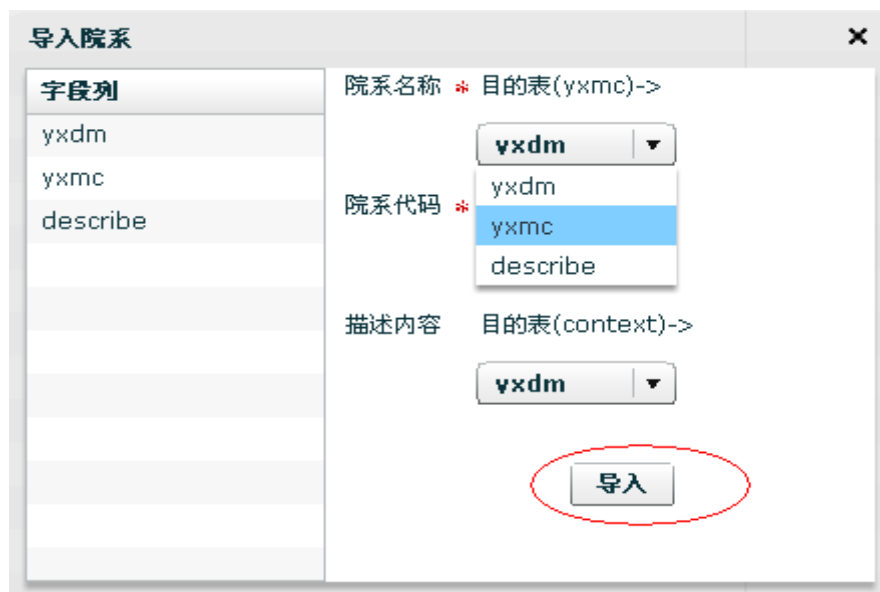 导入院系
字段列
yxdm
yxmc
describe
院系名称 * 目的表(yxmc)->
yxdm
yxdm
yxmc
describe
院系代码 *
描述内容 目的表(context)->
yxdm
导入